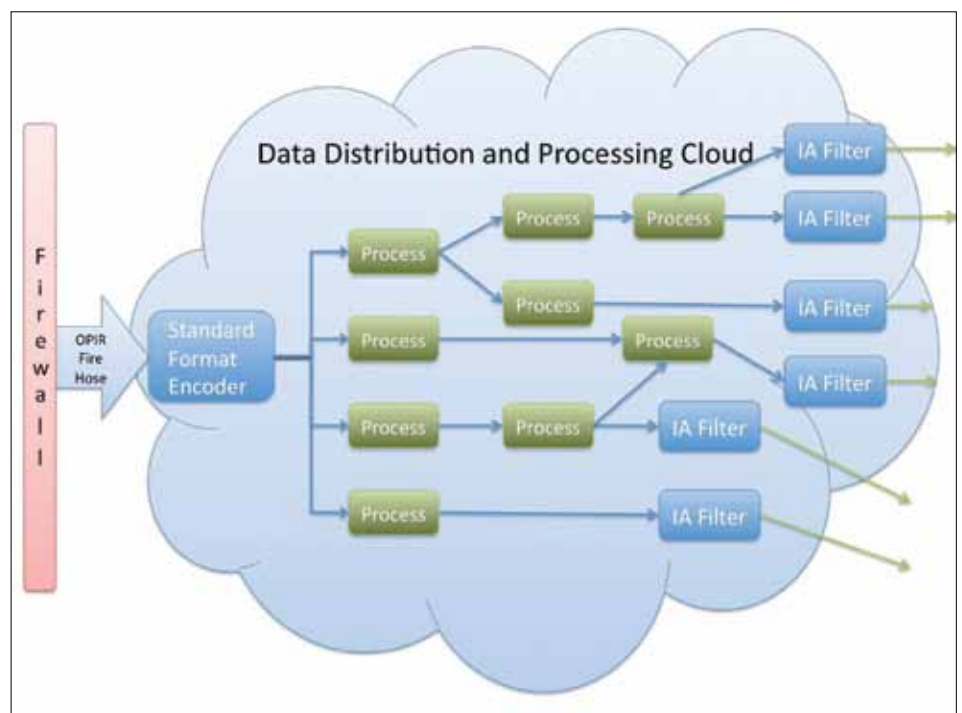 Firewall
OPIR
Fire
Hose
Standard
Format
Encoder
Data Distribution and Processing Cloud
IA Filter
Process
Process
IA Filter
Process
Process
IA Filter
Process
Process
IA Filter
Process
Process
IA Filter
Process
IA Filter